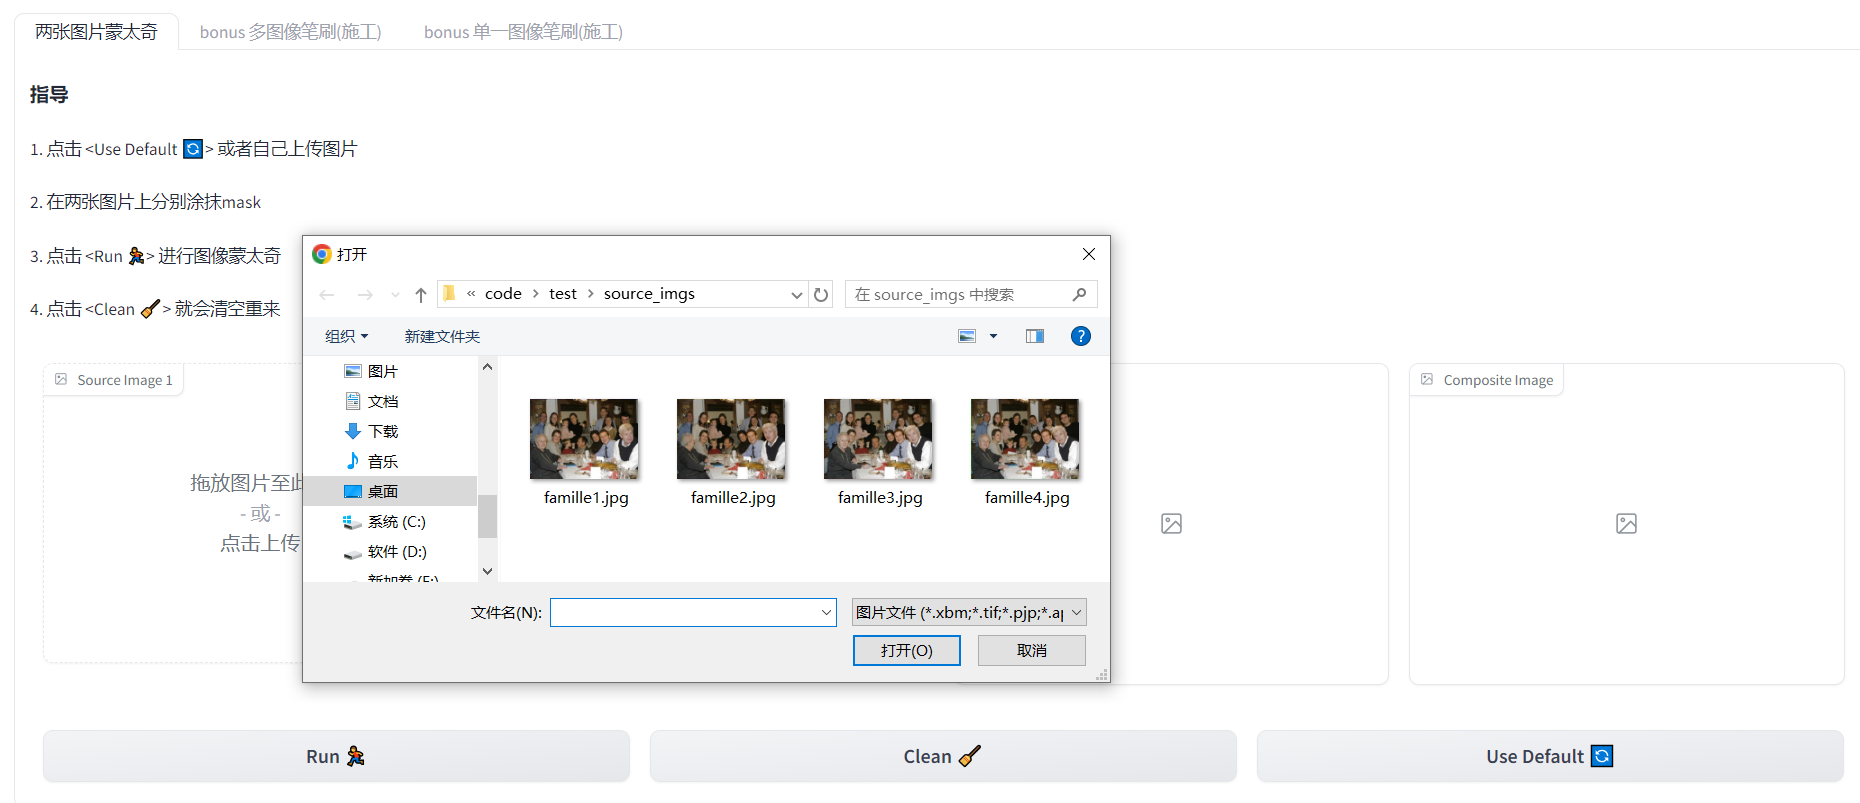 两张图片蒙太奇
bonus 多图像笔刷(施工)
bonus 单一图像笔刷(施工)
指导
1. 点击 <Use Default 🔄> 或者自己上传图片
2. 在两张图片上分别涂抹mask
3. 点击 <Run 🏃> 进行图像蒙太奇
4. 点击 <Clean 🧹> 就会清空重来
打开
« code › test › source_imgs
在 source_imgs 中搜索
组织
新建文件夹
图片
文档
下载
音乐
桌面
系统 (C:)
软件 (D:)
新加卷 (E:)
famille1.jpg
famille2.jpg
famille3.jpg
famille4.jpg
文件名(N):
图片文件 (*.xbm;*.tif;*.pjp;*.a
打开(O)
取消
Source Image 1
拖放图片至此
- 或 -
点击上传
Composite Image
Run 🏃
Clean 🧹
Use Default 🔄